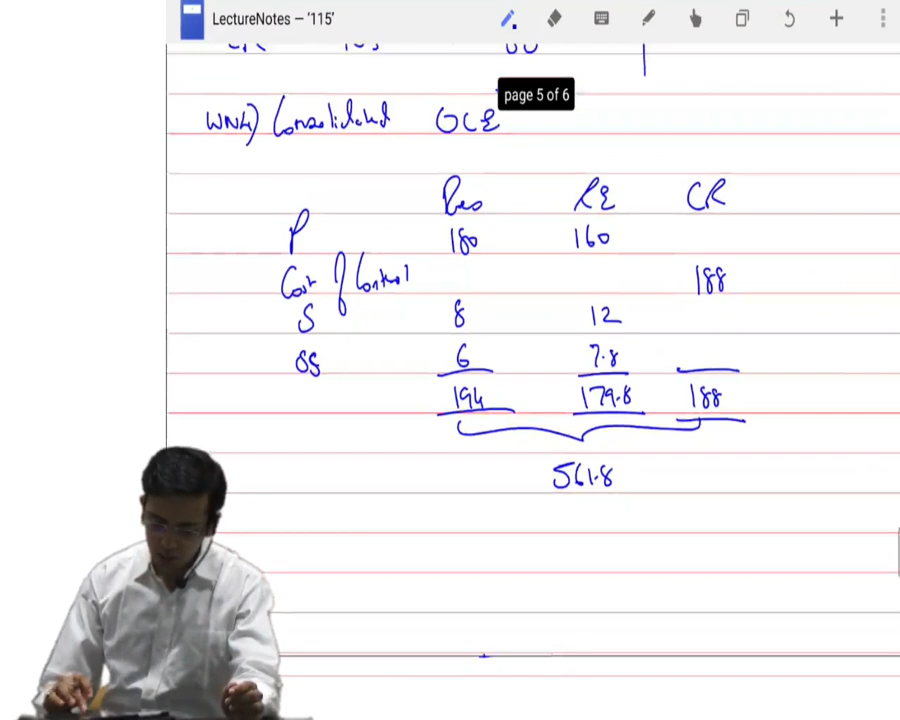 LectureNotes – '115'
page 5 of 6
WN4) Consolidated OCE
Res RE CR
P 180 160
Cost of Control 188
S 8 12
SS 6 7.8
194 179.8 188
561.8